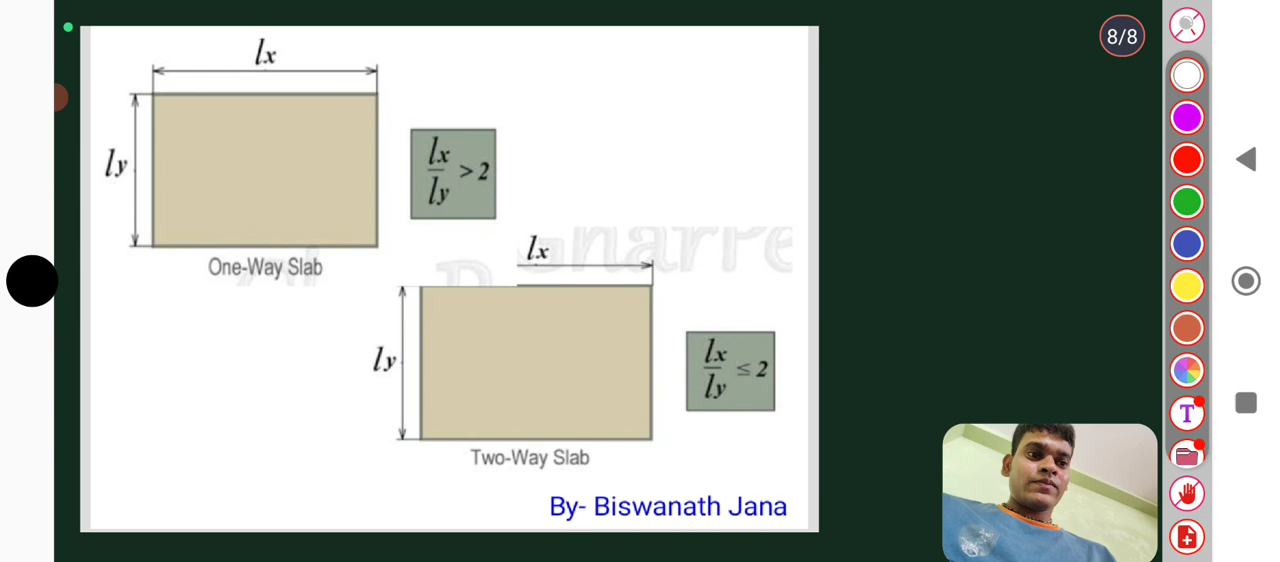 8/8
lx
ly
lx
ly > 2
One-Way Slab
lx
ly
lx
ly ≤ 2
Two-Way Slab
By- Biswanath Jana
T